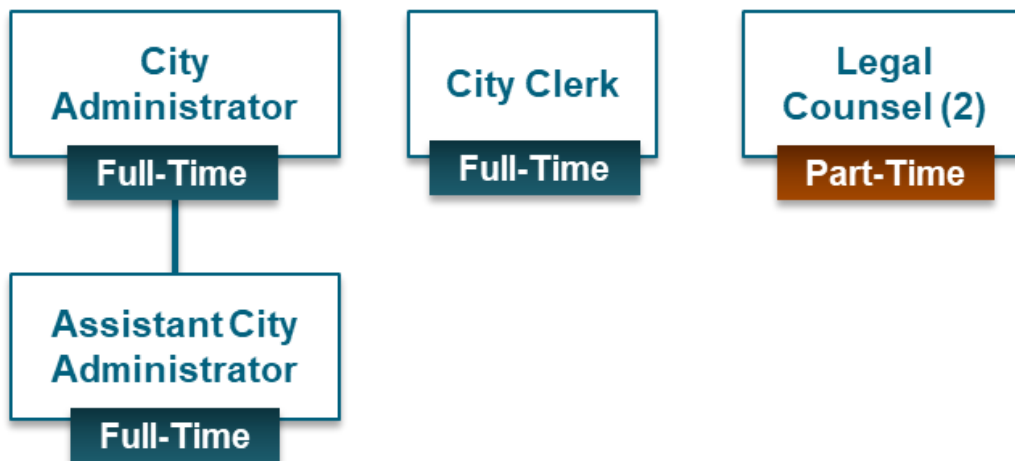 City
Administrator
Full-Time
City Clerk
Full-Time
Legal
Counsel (2)
Part-Time
Assistant City
Administrator
Full-Time